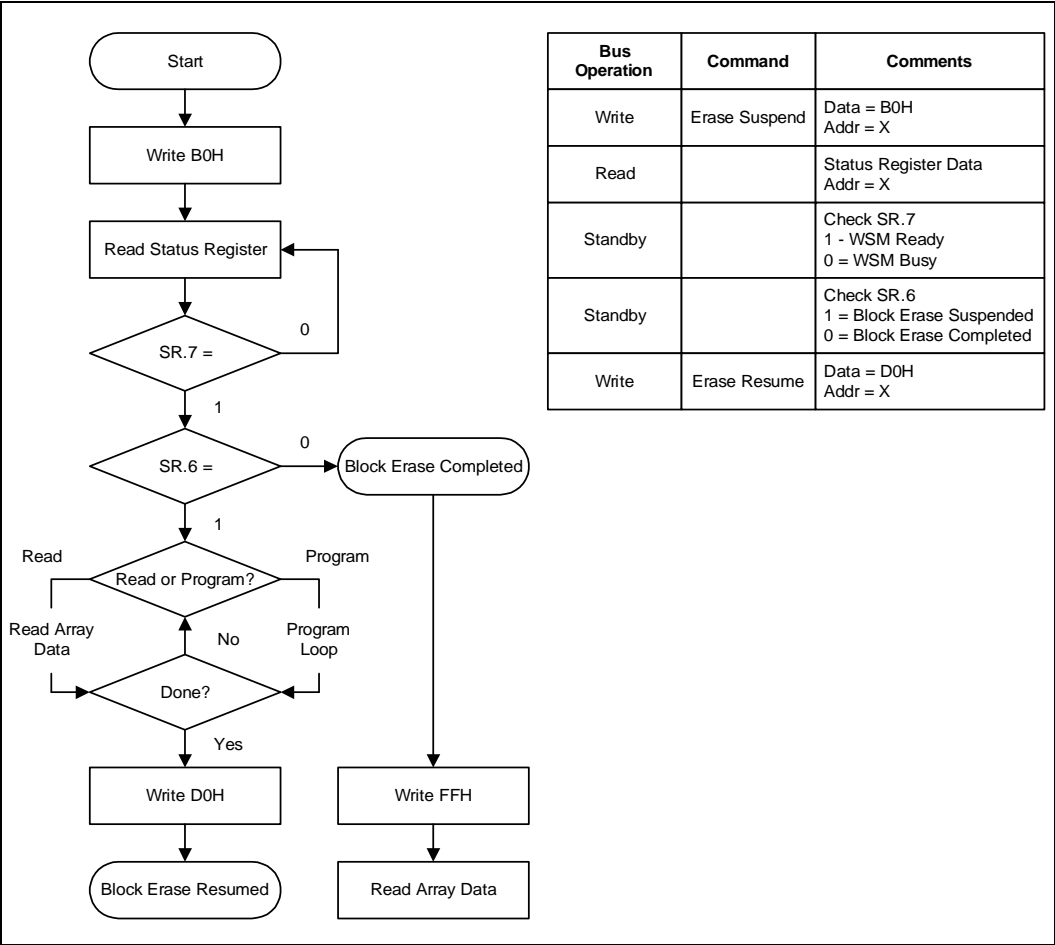 Start
Write B0H
Read Status Register
SR.7 =
0
1
SR.6 =
0
Block Erase Completed
1
Read
Read or Program?
Program
Read Array
Data
No
Program
Loop
Done?
Yes
Write D0H
Write FFH
Block Erase Resumed
Read Array Data
Bus
Operation
Command
Comments
Write
Erase Suspend
Data = B0H
Addr = X
Read
Status Register Data
Addr = X
Standby
Check SR.7
1 - WSM Ready
0 = WSM Busy
Standby
Check SR.6
1 = Block Erase Suspended
0 = Block Erase Completed
Write
Erase Resume
Data = D0H
Addr = X